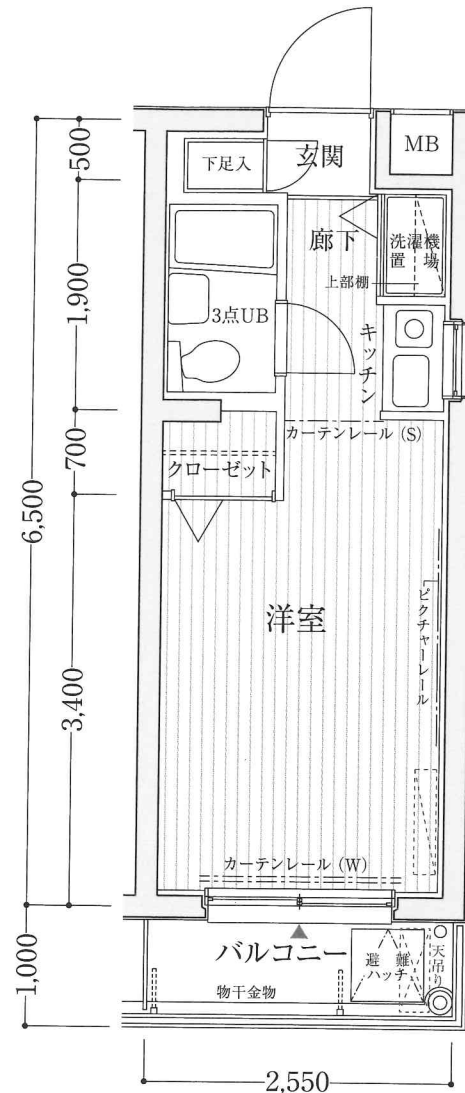 MB
玄関
下足入
500
廊下
洗濯機
置場
上部棚
3点UB
1,900
キッチン
カーテンレール (S)
700
クローゼット
6,500
洋室
ピクチャーレール
3,400
カーテンレール (W)
バルコニー
避難
ハッチ
天吊り
物干金物
1,000
2,550